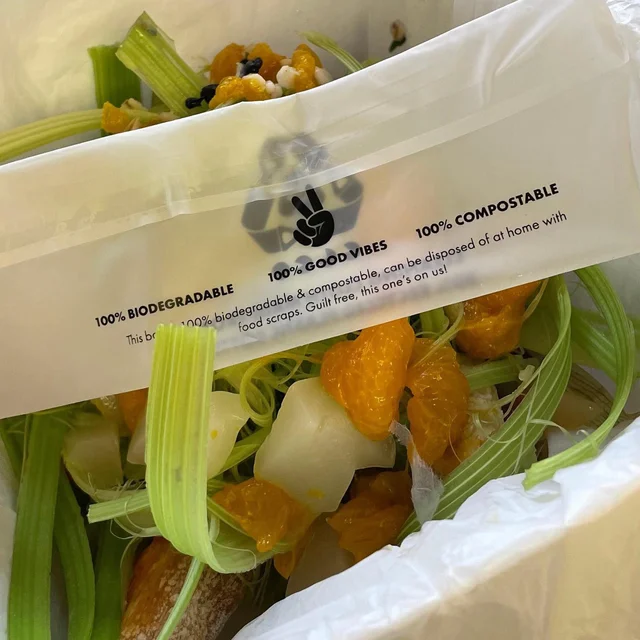 100% BIODEGRADABLE
100% GOOD VIBES
100% COMPOSTABLE
This 100% biodegradable & compostable, can be disposed of at home with
food scraps. Guilt free, this one's on us!